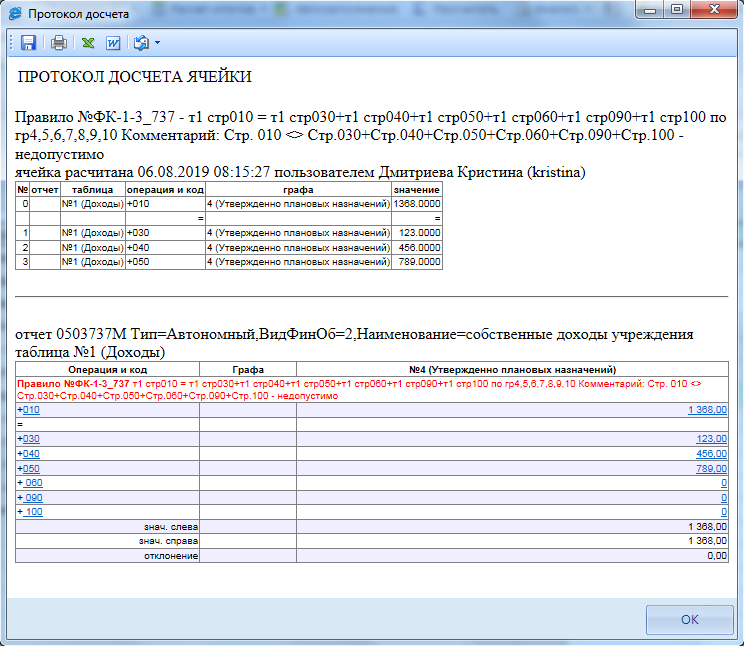 Протокол досчета
ПРОТОКОЛ ДОСЧЕТА ЯЧЕЙКИ
Правило №ФК-1-3_737 - т1 стр010 = т1 стр030+т1 стр040+т1 стр050+т1 стр060+т1 стр090+т1 стр100 по
гр4,5,6,7,8,9,10 Комментарий: Стр. 010 <> Стр.030+Стр.040+Стр.050+Стр.060+Стр.090+Стр.100 -
недопустимо
ячейка расчитана 06.08.2019 08:15:27 пользователем Дмитриева Кристина (kristina)
№ отчет таблица операция и код графа значение
0 №1 (Доходы) +010 4 (Утвержденно плановых назначений) 1368.0000
= =
1 №1 (Доходы) +030 4 (Утвержденно плановых назначений) 123.0000
2 №1 (Доходы) +040 4 (Утвержденно плановых назначений) 456.0000
3 №1 (Доходы) +050 4 (Утвержденно плановых назначений) 789.0000
отчет 0503737М Тип=Автономный,ВидФинОб=2,Наименование=собственные доходы учреждения
таблица №1 (Доходы)
Операция и код Графа №4 (Утвержденно плановых назначений)
Правило №ФК-1-3_737 т1 стр010 = т1 стр030+т1 стр040+т1 стр050+т1 стр060+т1 стр090+т1 стр100 по гр4,5,6,7,8,9,10 Комментарий: Стр. 010 <>
Стр.030+Стр.040+Стр.050+Стр.060+Стр.090+Стр.100 - недопустимо
+010 1 368,00
=
+030 123,00
+040 456,00
+050 789,00
+ 060 0
+ 090 0
+ 100 0
знач. слева 1 368,00
знач. справа 1 368,00
отклонение 0,00
OK